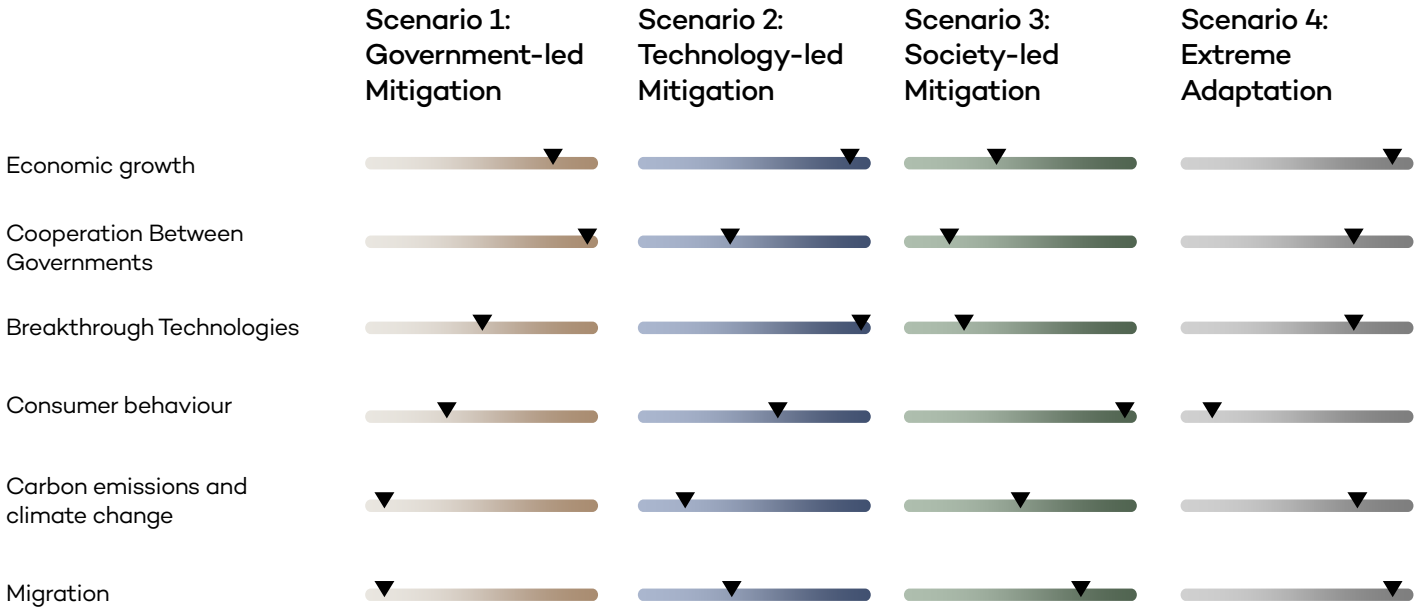 Scenario 1:
Government-led
Mitigation
Scenario 2:
Technology-led
Mitigation
Scenario 3:
Society-led
Mitigation
Scenario 4:
Extreme
Adaptation
Economic growth
Cooperation Between
Governments
Breakthrough Technologies
Consumer behaviour
Carbon emissions and
climate change
Migration